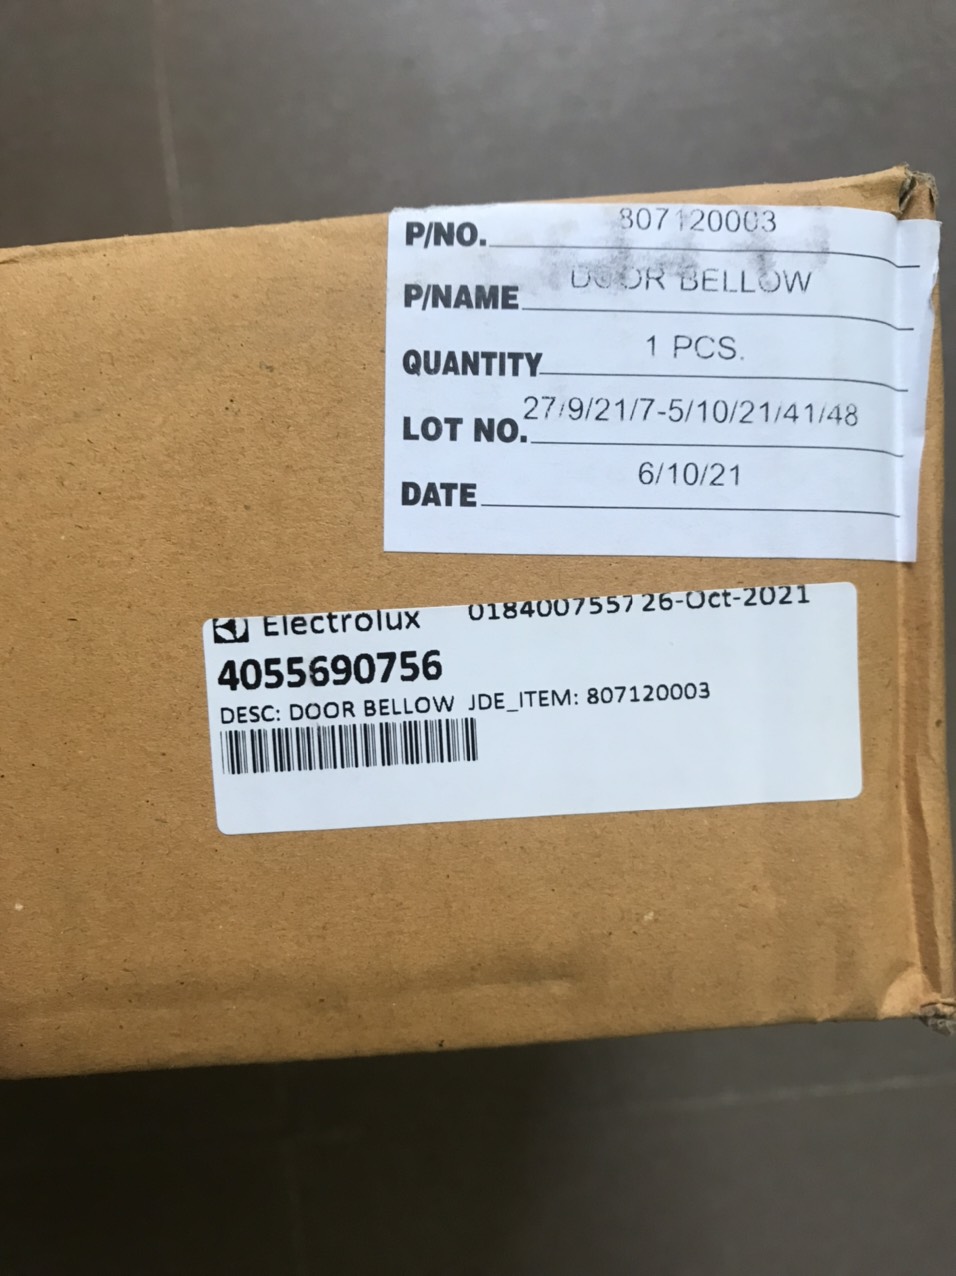 P/NO. 807120003
P/NAME DOOR BELLOW
QUANTITY 1 PCS.
LOT NO. 27/9/21/7-5/10/21/41/48
DATE 6/10/21
Electrolux 0184007557 26-Oct-2021
4055690756
DESC: DOOR BELLOW JDE_ITEM: 807120003